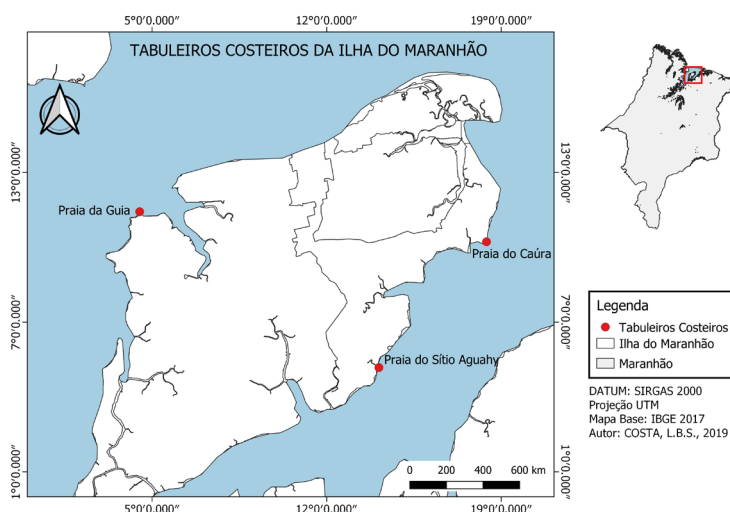 5°0′0.000″ 12°0′0.000″ 19°0′0.000″
TABULEIROS COSTEIROS DA ILHA DO MARANHÃO
13°0′0.000″ 13°0′0.000″
Praia da Guia
Praia do Caúra
7°0′0.000″ 7°0′0.000″
Praia do Sítio Aguahy
1°0′0.000″ 1°0′0.000″
0 200 400 600 km
5°0′0.000″ 12°0′0.000″ 19°0′0.000″
Legenda
Tabuleiros Costeiros
Ilha do Maranhão
Maranhão
DATUM: SIRGAS 2000
Projeção UTM
Mapa Base: IBGE 2017
Autor: COSTA, L.B.S., 2019